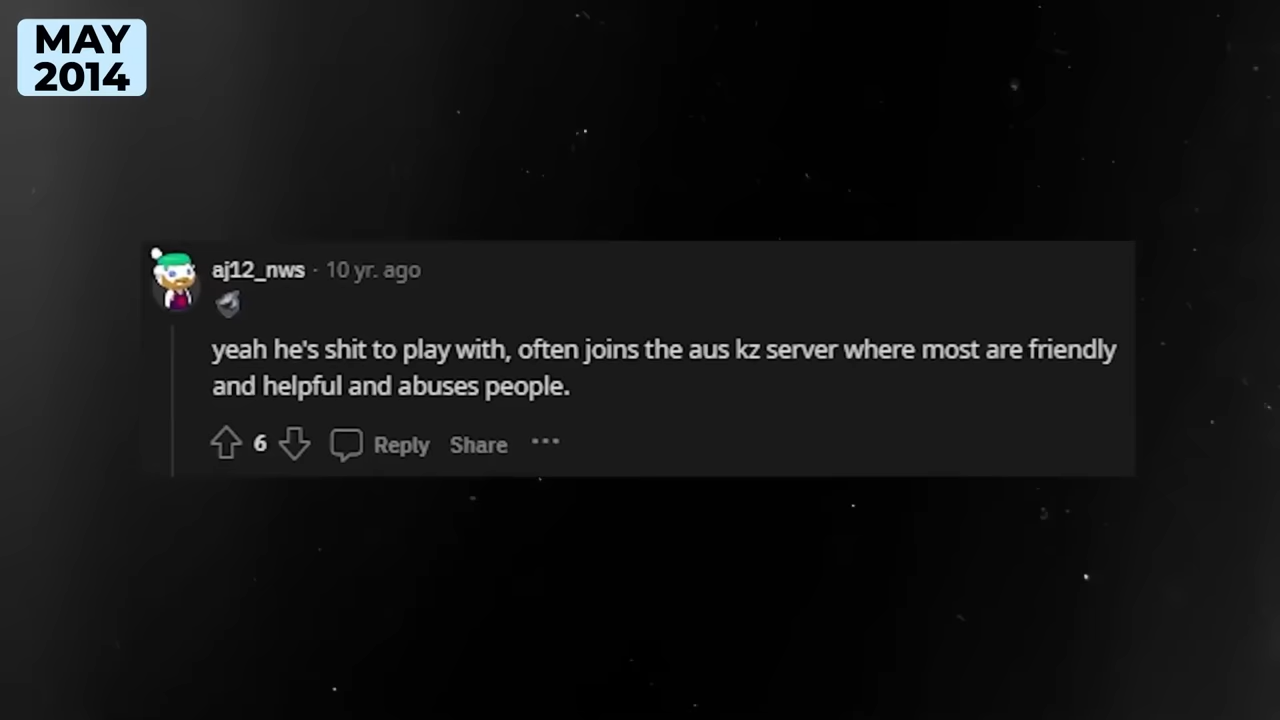 MAY
2014
aj12_nws · 10 yr. ago
yeah he's shit to play with, often joins the aus kz server where most are friendly
and helpful and abuses people.
6 Reply Share ...